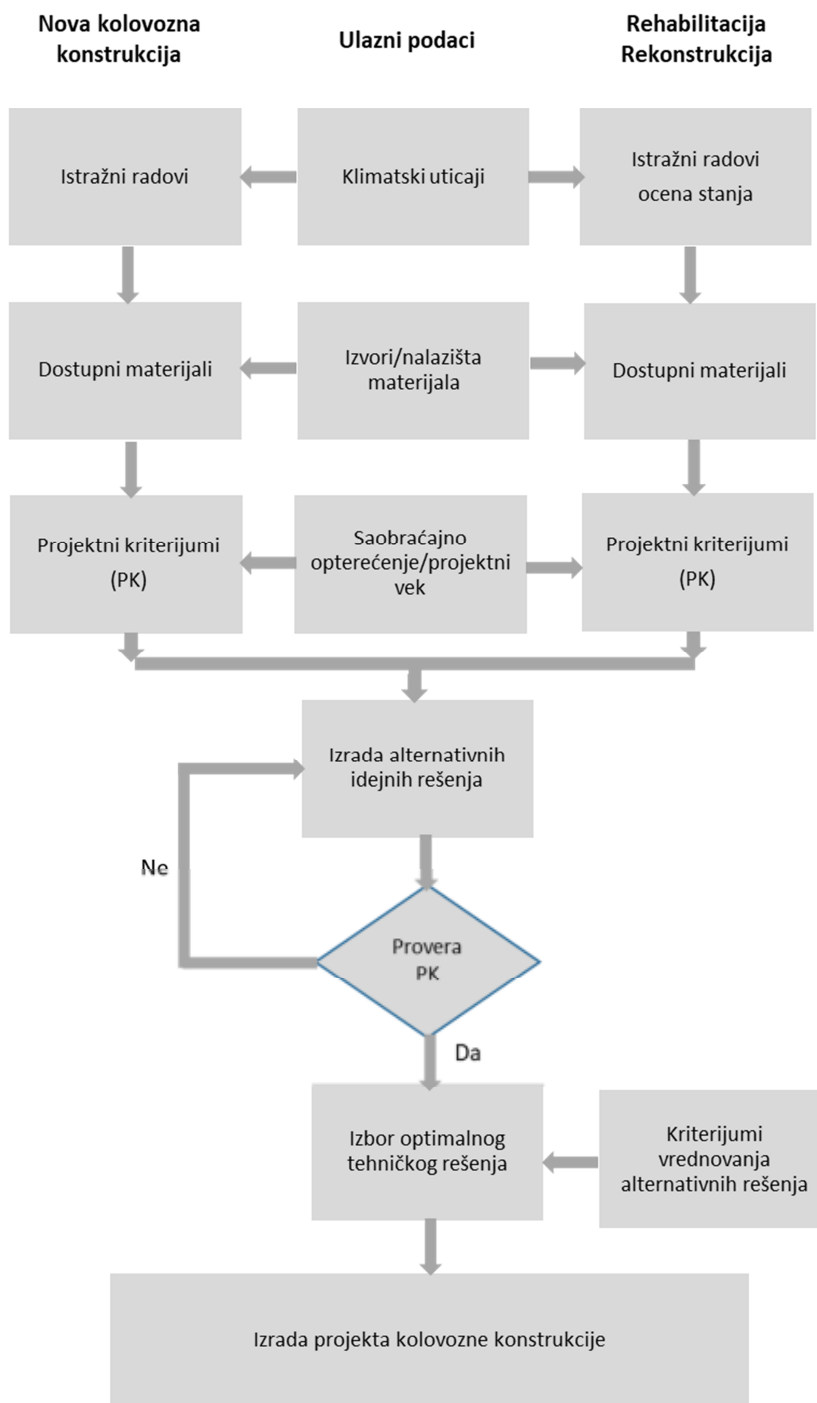 Nova kolovozna
konstrukcija
Ulazni podaci
Rehabilitacija
Rekonstrukcija
Istražni radovi
Klimatski uticaji
Istražni radovi
ocena stanja
Dostupni materijali
Izvori/nalazišta
materijala
Dostupni materijali
Projektni kriterijumi
(PK)
Saobraćajno
opterećenje/projektni
vek
Projektni kriterijumi
(PK)
Izrada alternativnih
idejnih rešenja
Ne
Provera
PK
Da
Izbor optimalnog
tehničkog rešenja
Kriterijumi
vrednovanja
alternativnih rešenja
Izrada projekta kolovozne konstrukcije